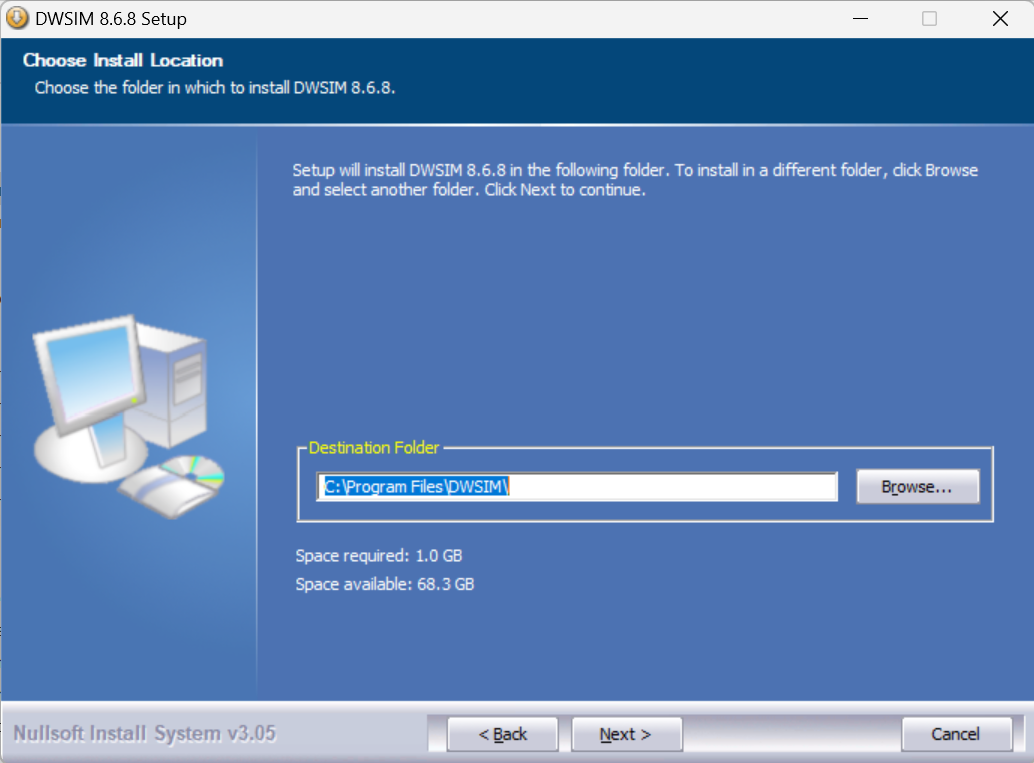 DWSIM 8.6.8 Setup
Choose Install Location
Choose the folder in which to install DWSIM 8.6.8.
Setup will install DWSIM 8.6.8 in the following folder. To install in a different folder, click Browse
and select another folder. Click Next to continue.
Destination Folder
C:\Program Files\DWSIM\
Browse...
Space required: 1.0 GB
Space available: 68.3 GB
Nullsoft Install System v3.05
< Back
Next >
Cancel